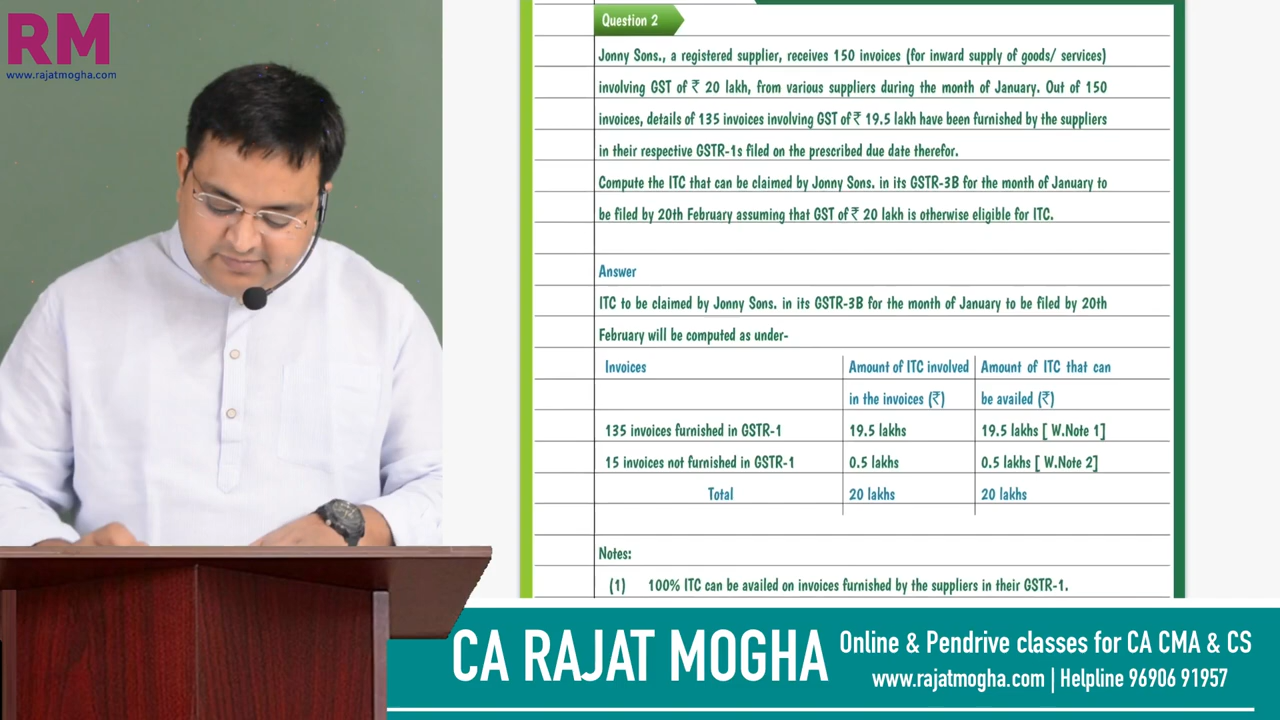 RM
www.rajatmogha.com
Question 2
Jonny Sons., a registered supplier, receives 150 invoices (for inward supply of goods/ services)
involving GST of ₹ 20 lakh, from various suppliers during the month of January. Out of 150
invoices, details of 135 invoices involving GST of ₹ 19.5 lakh have been furnished by the suppliers
in their respective GSTR-1s filed on the prescribed due date therefor.
Compute the ITC that can be claimed by Jonny Sons. in its GSTR-3B for the month of January to
be filed by 20th February assuming that GST of ₹ 20 lakh is otherwise eligible for ITC.
Answer
ITC to be claimed by Jonny Sons. in its GSTR-3B for the month of January to be filed by 20th
February will be computed as under-
Invoices Amount of ITC involved Amount of ITC that can
in the invoices (₹) be availed (₹)
135 invoices furnished in GSTR-1 19.5 lakhs 19.5 lakhs [ W.Note 1]
15 invoices not furnished in GSTR-1 0.5 lakhs 0.5 lakhs [ W.Note 2]
Total 20 lakhs 20 lakhs
Notes:
(1) 100% ITC can be availed on invoices furnished by the suppliers in their GSTR-1.
CA RAJAT MOGHA
Online & Pendrive classes for CA CMA & CS
www.rajatmogha.com | Helpline 96906 91957